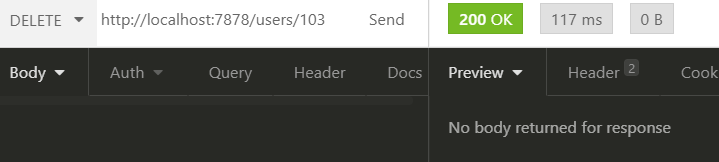 DELETE http://localhost:7878/users/103 Send 200 OK 117 ms 0 B
Body Auth Query Header Docs Preview Header 2 Cook
No body returned for response